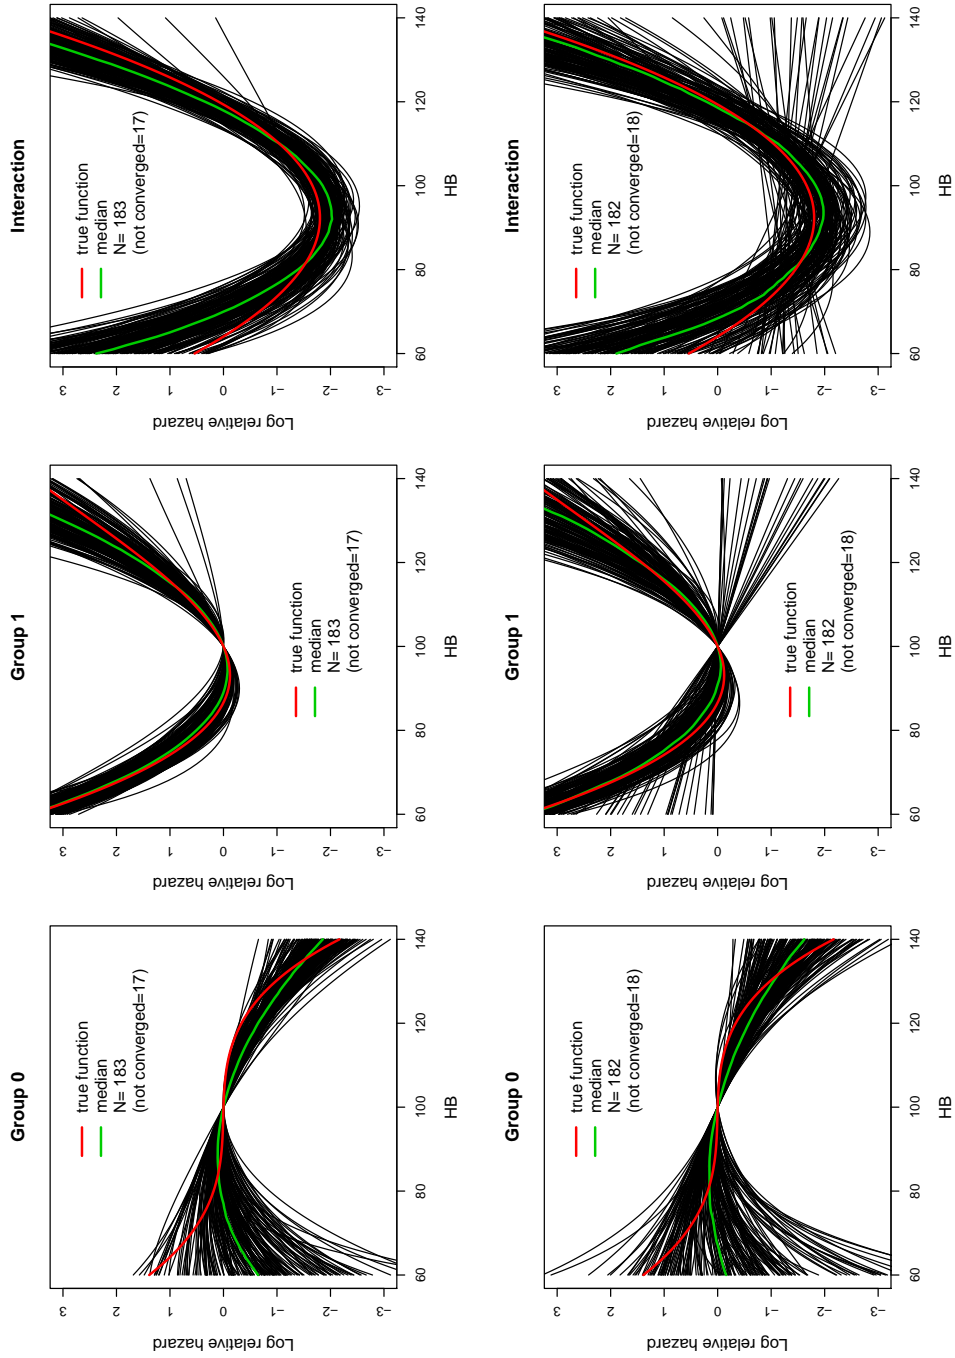 Group 0
Log relative hazard
3
2
1
0
−1
−2
−3
true function
median
N= 183
(not converged=17)
60 80 100 120 140
HB
Group 1
Log relative hazard
3
2
1
0
−1
−2
−3
true function
median
N= 183
(not converged=17)
60 80 100 120 140
HB
Interaction
Log relative hazard
3
2
1
0
−1
−2
−3
true function
median
N= 183
(not converged=17)
60 80 100 120 140
HB
Group 0
Log relative hazard
3
2
1
0
−1
−2
−3
true function
median
N= 182
(not converged=18)
60 80 100 120 140
HB
Group 1
Log relative hazard
3
2
1
0
−1
−2
−3
true function
median
N= 182
(not converged=18)
60 80 100 120 140
HB
Interaction
Log relative hazard
3
2
1
0
−1
−2
−3
true function
median
N= 182
(not converged=18)
60 80 100 120 140
HB